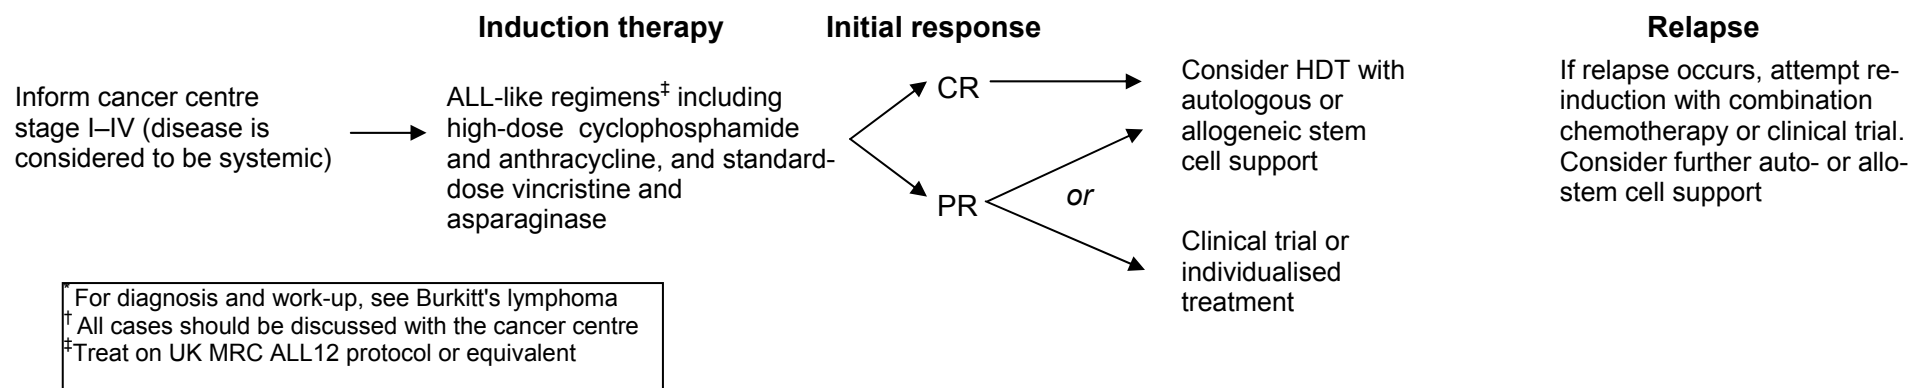 Induction therapy
Initial response
Relapse
Inform cancer centre
stage I–IV (disease is
considered to be systemic)
ALL-like regimens‡ including
high-dose cyclophosphamide
and anthracycline, and standard-
dose vincristine and
asparaginase
CR
PR
or
Consider HDT with
autologous or
allogeneic stem
cell support
Clinical trial or
individualised
treatment
If relapse occurs, attempt re-
induction with combination
chemotherapy or clinical trial.
Consider further auto- or allo-
stem cell support
* For diagnosis and work-up, see Burkitt's lymphoma
† All cases should be discussed with the cancer centre
‡Treat on UK MRC ALL12 protocol or equivalent